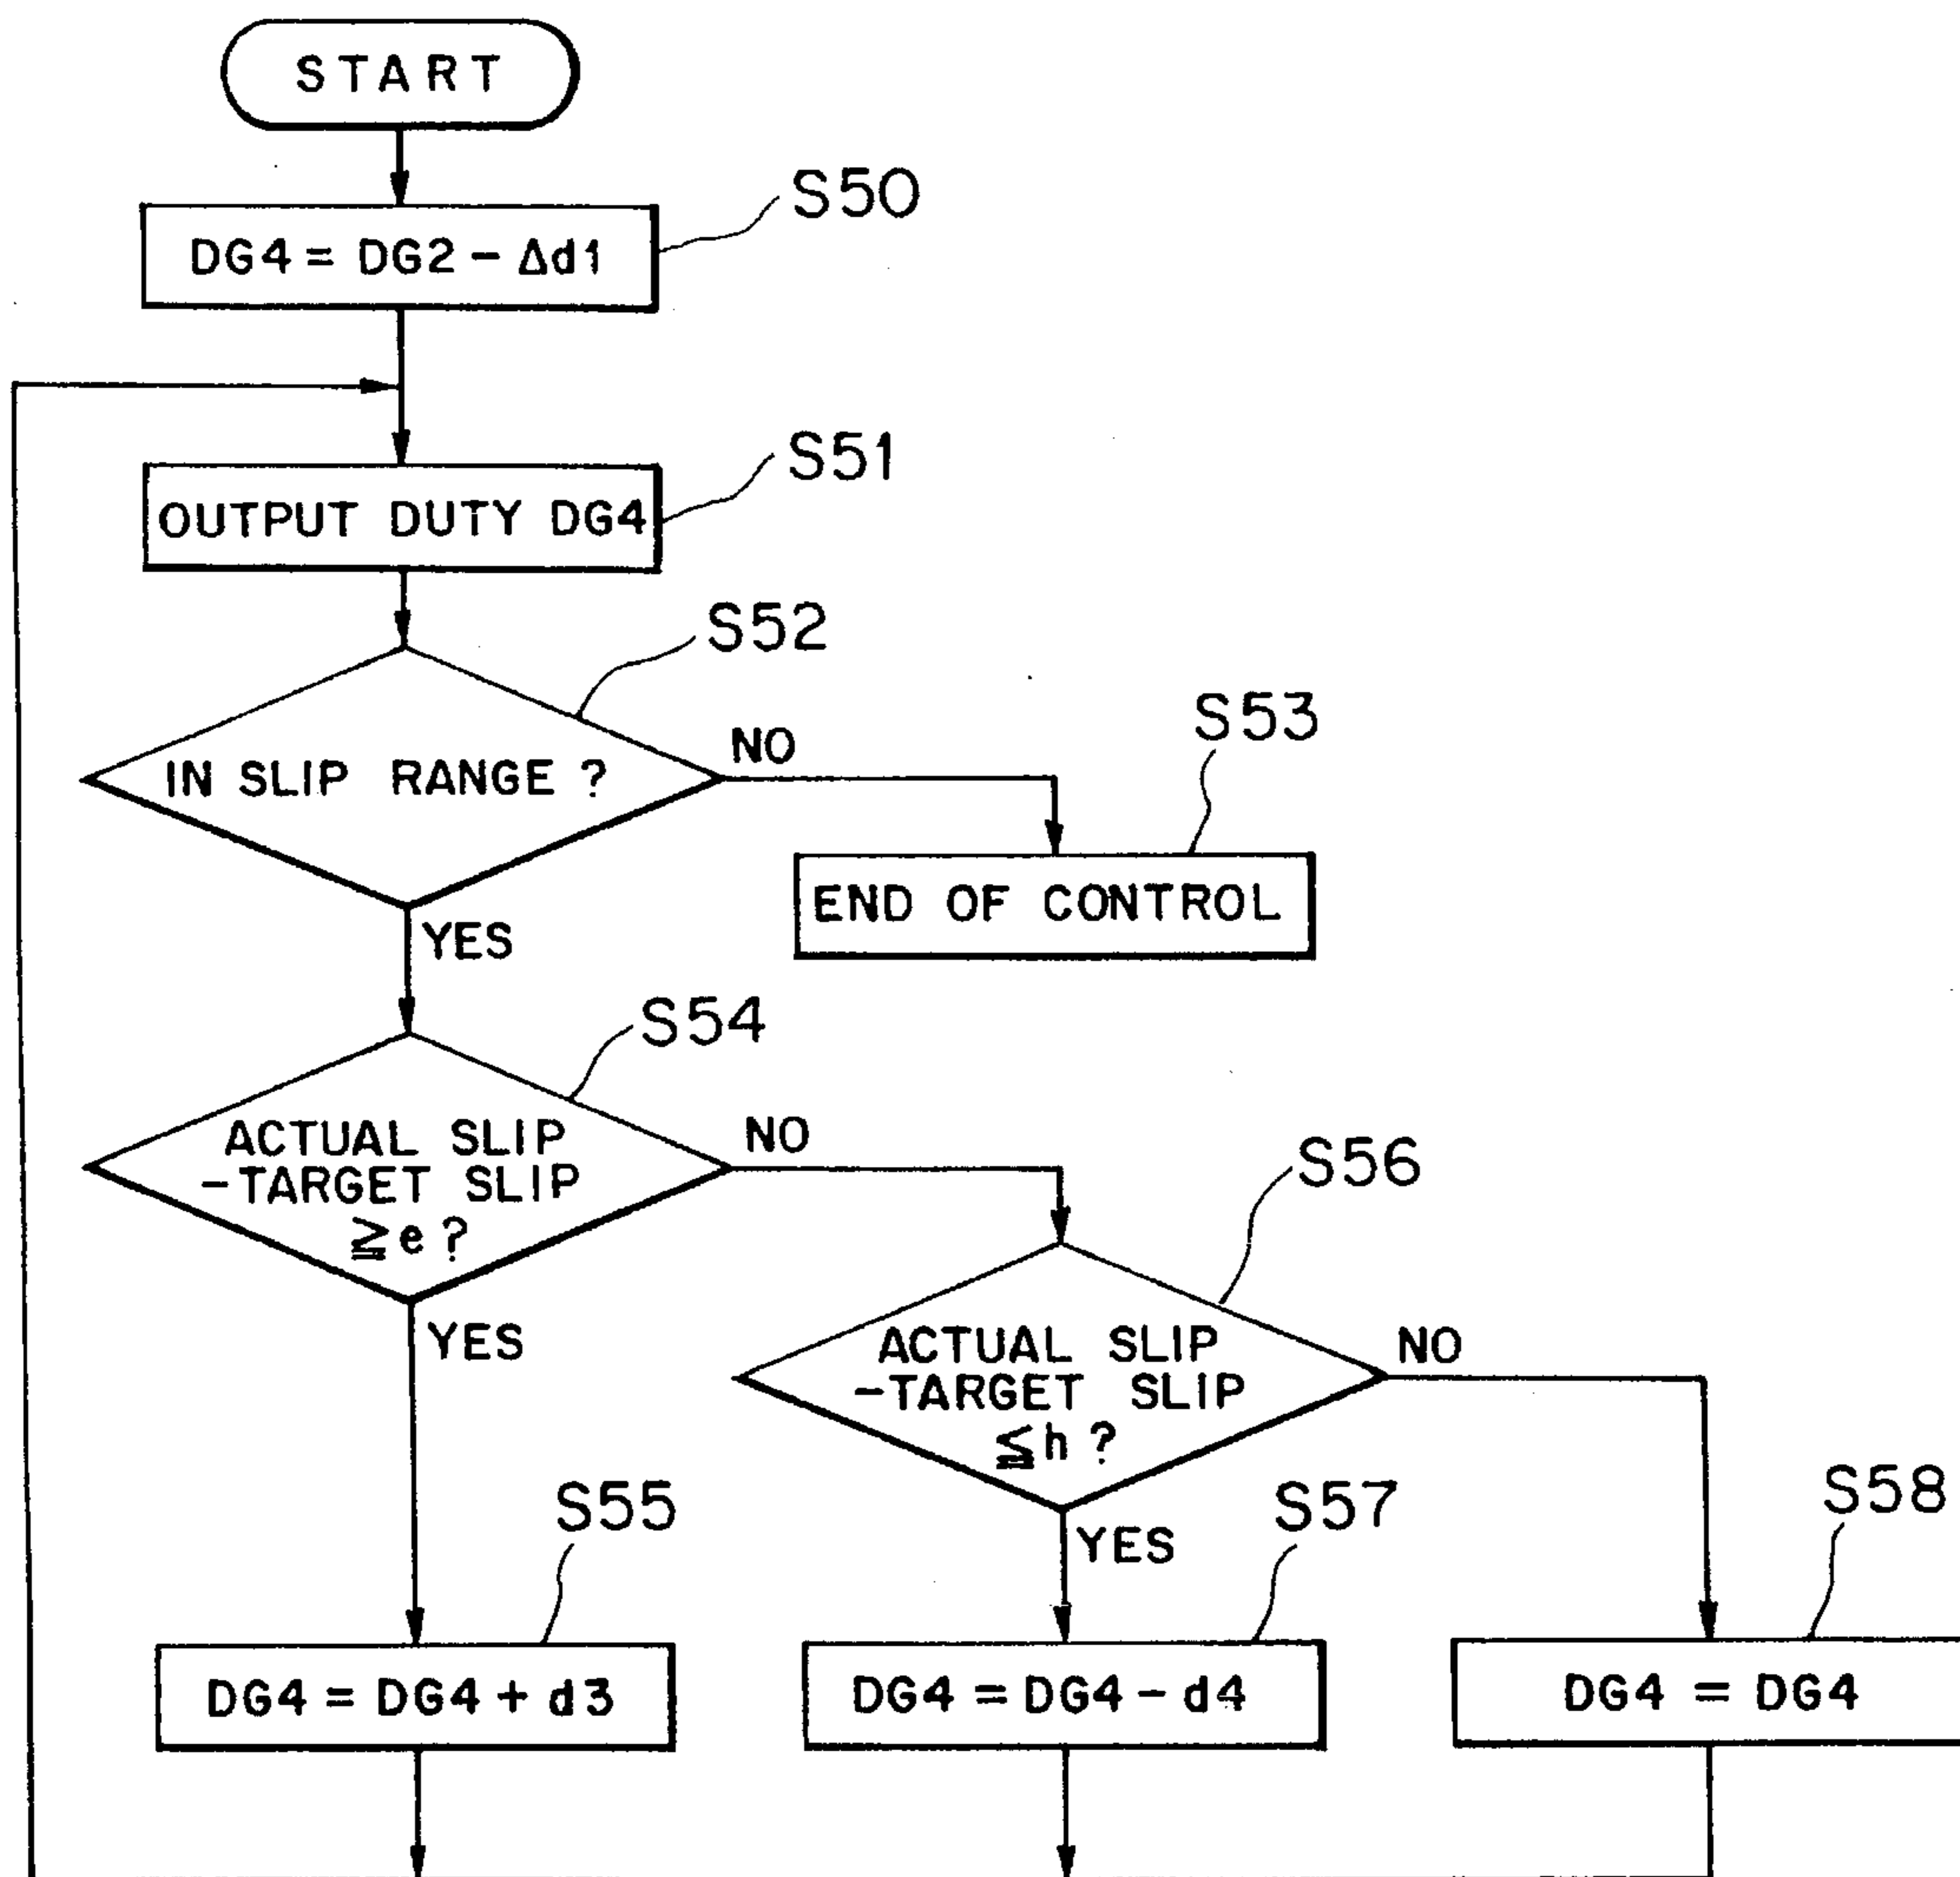 START
S50
DG4 = DG2 - Δd1
S51
OUTPUT DUTY DG4
S52
IN SLIP RANGE ?
NO
S53
END OF CONTROL
YES
S54
ACTUAL SLIP
-TARGET SLIP
≧e ?
NO
S56
YES
ACTUAL SLIP
-TARGET SLIP
≦h ?
NO
S55
S57
S58
YES
DG4 = DG4 + d3
DG4 = DG4 - d4
DG4 = DG4